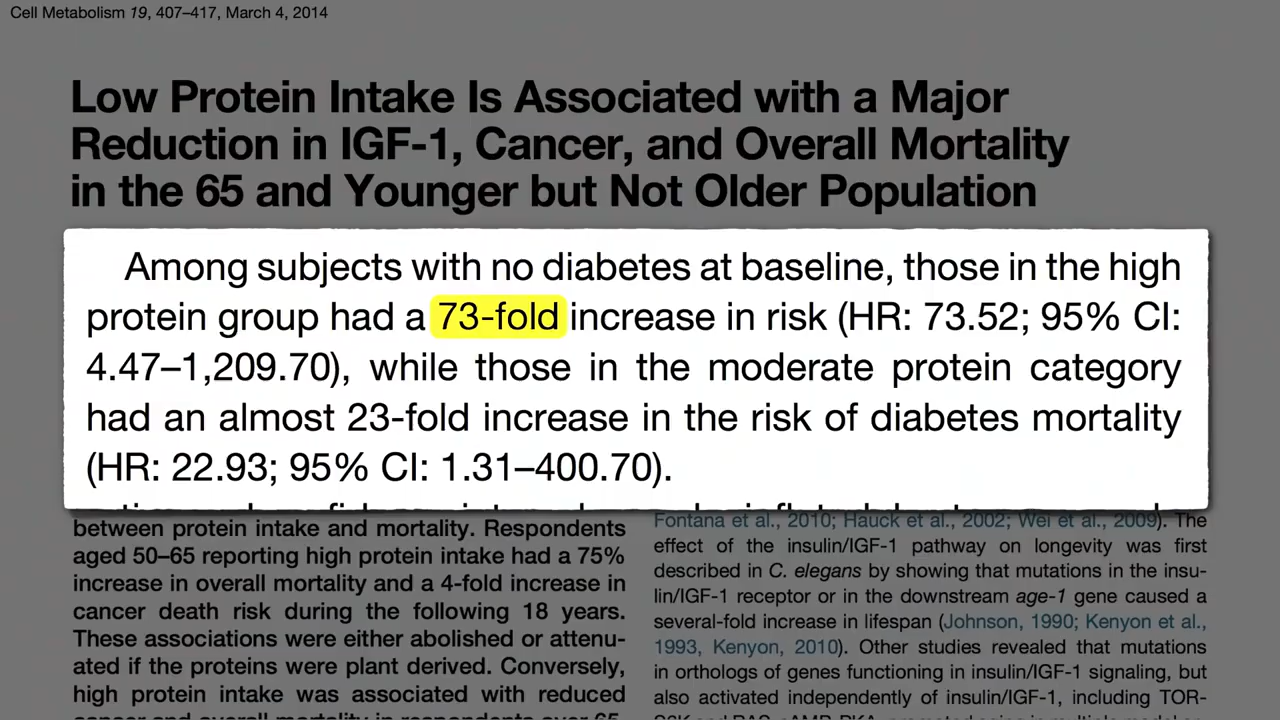 Cell Metabolism 19, 407–417, March 4, 2014
Low Protein Intake Is Associated with a Major
Reduction in IGF-1, Cancer, and Overall Mortality
in the 65 and Younger but Not Older Population
Among subjects with no diabetes at baseline, those in the high
protein group had a 73-fold increase in risk (HR: 73.52; 95% CI:
4.47–1,209.70), while those in the moderate protein category
had an almost 23-fold increase in the risk of diabetes mortality
(HR: 22.93; 95% CI: 1.31–400.70).
between protein intake and mortality. Respondents
aged 50–65 reporting high protein intake had a 75%
increase in overall mortality and a 4-fold increase in
cancer death risk during the following 18 years.
These associations were either abolished or attenu-
ated if the proteins were plant derived. Conversely,
high protein intake was associated with reduced
cancer and overall mortality in respondents over 65,
Fontana et al., 2010; Hauck et al., 2002; Wei et al., 2009). The
effect of the insulin/IGF-1 pathway on longevity was first
described in C. elegans by showing that mutations in the insu-
lin/IGF-1 receptor or in the downstream age-1 gene caused a
several-fold increase in lifespan (Johnson, 1990; Kenyon et al.,
1993, Kenyon, 2010). Other studies revealed that mutations
in orthologs of genes functioning in insulin/IGF-1 signaling, but
also activated independently of insulin/IGF-1, including TOR-